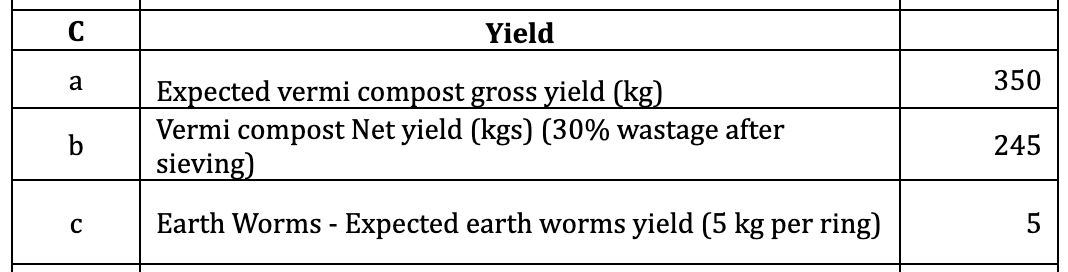 C Yield
a Expected vermi compost gross yield (kg) 350
b Vermi compost Net yield (kgs) (30% wastage after
sieving) 245
c Earth Worms - Expected earth worms yield (5 kg per ring) 5